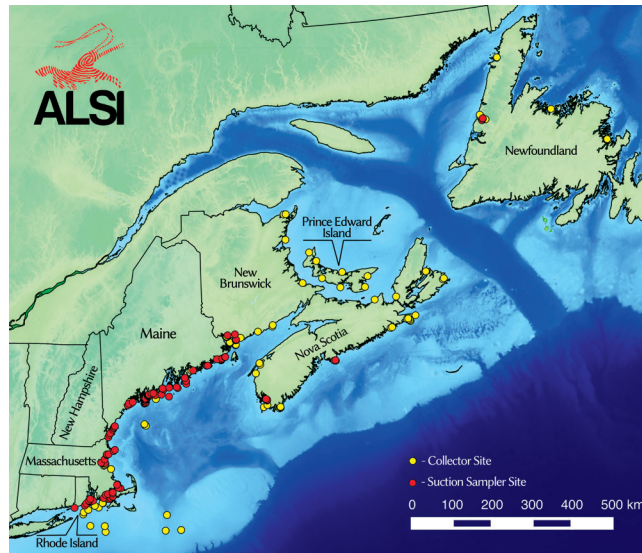 ALSI
Newfoundland
Prince Edward
Island
New
Brunswick
Maine
Nova Scotia
New Hampshire
Massachusetts
Rhode Island
- Collector Site
- Suction Sampler Site
0 100 200 300 400 500 km